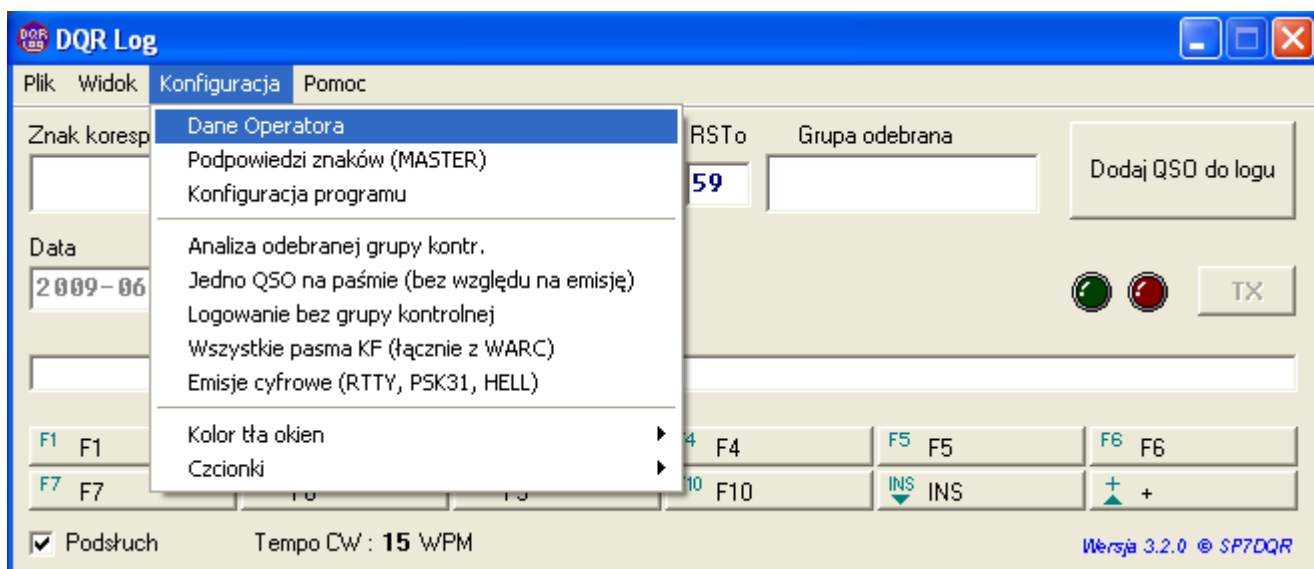 DQR Log
Plik Widok Konfiguracja Pomoc
Znak koresp
RSTo
Grupa odebrana
59
Dodaj QSO do logu
Dane Operatora
Podpowiedzi znaków (MASTER)
Konfiguracja programu
Analiza odebranej grupy kontr.
Jedno QSO na paśmie (bez względu na emisję)
Logowanie bez grupy kontrolnej
Wszystkie pasma KF (łącznie z WARC)
Emisje cyfrowe (RTTY, PSK31, HELL)
Kolor tła okien
Czcionki
Data
2009-06
TX
F1 F1
F4
F5 F5
F6 F6
F7 F7
F10
INS INS
+ +
Podsłuch
Tempo CW : 15 WPM
Wersja 3.2.0 © SP7DQR